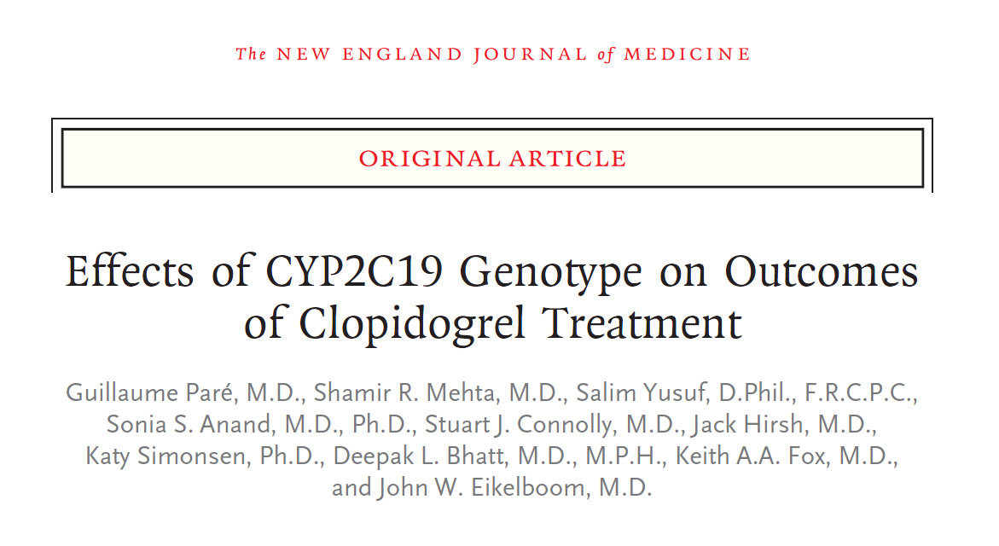 The NEW ENGLAND JOURNAL of MEDICINE
ORIGINAL ARTICLE
Effects of CYP2C19 Genotype on Outcomes
of Clopidogrel Treatment
Guillaume Paré, M.D., Shamir R. Mehta, M.D., Salim Yusuf, D.Phil., F.R.C.P.C.,
Sonia S. Anand, M.D., Ph.D., Stuart J. Connolly, M.D., Jack Hirsh, M.D.,
Katy Simonsen, Ph.D., Deepak L. Bhatt, M.D., M.P.H., Keith A.A. Fox, M.D.,
and John W. Eikelboom, M.D.